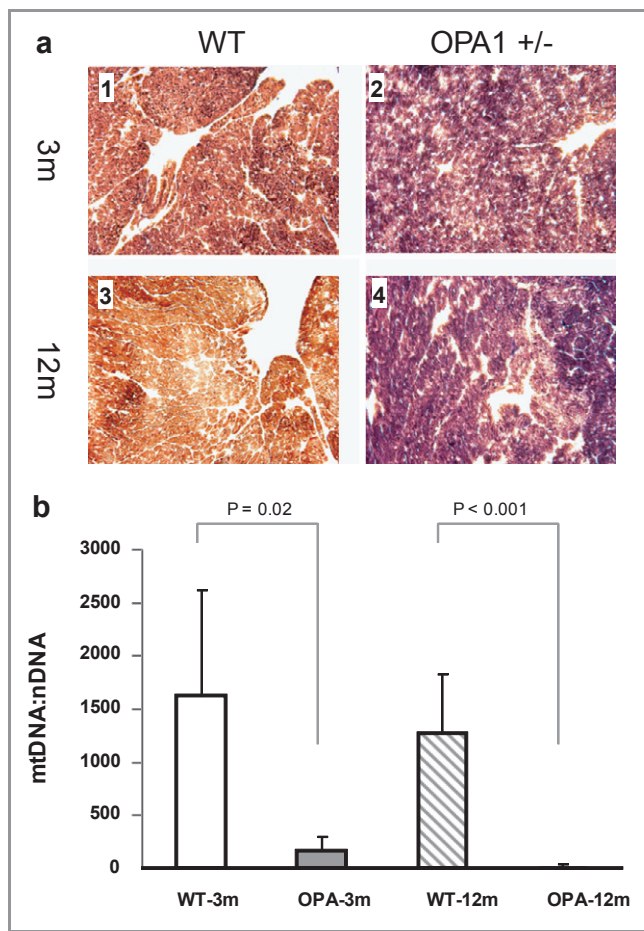 a WT OPA1 +/-
1 2
3m
3 4
12m
b P = 0.02 P < 0.001
3000
2500
2000
1500
1000
500
0
mtDNA:nDNA
WT-3m OPA-3m WT-12m OPA-12m